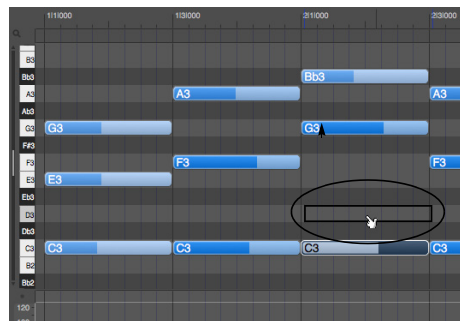 1|1|000 1|3|000 2|1|000 2|3|000
B3
Bb3 Bb3
A3 A3 A3
Ab3
G3 G3 G3
F#3
F3 F3 F3
E3 E3
Eb3
D3
Db3
C3 C3 C3 C3 C3
B2
Bb2
120